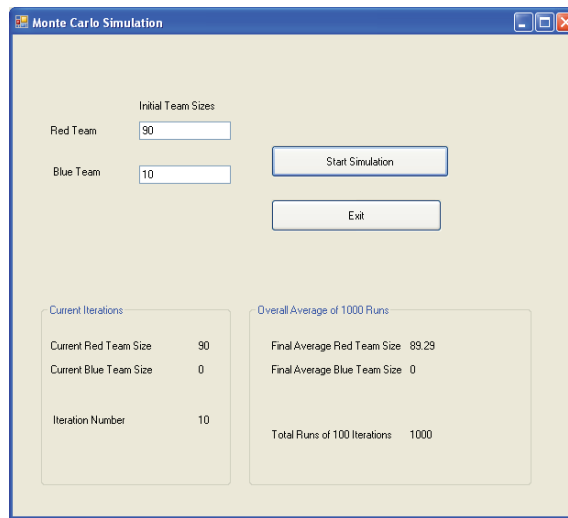 Monte Carlo Simulation
Initial Team Sizes
Red Team 90
Blue Team 10
Start Simulation
Exit
Current Iterations
Current Red Team Size 90
Current Blue Team Size 0
Iteration Number 10
Overall Average of 1000 Runs
Final Average Red Team Size 89.29
Final Average Blue Team Size 0
Total Runs of 100 Iterations 1000